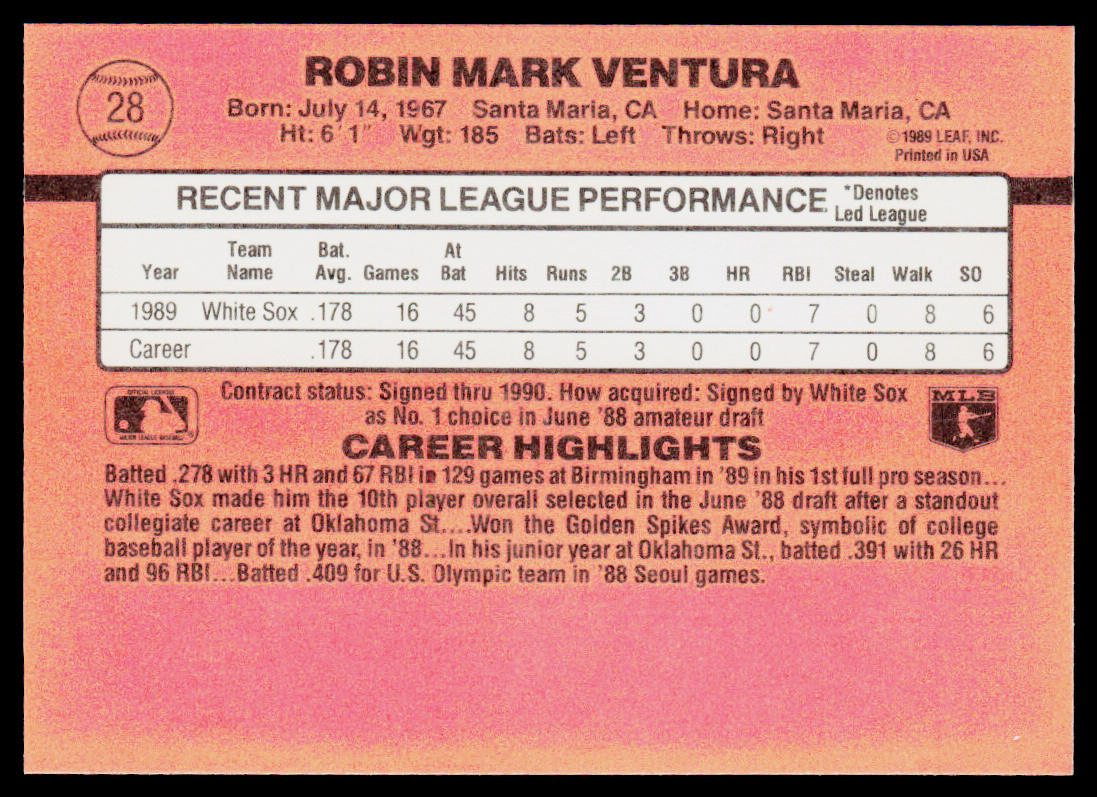 ROBIN MARK VENTURA
28
Born: July 14, 1967 Santa Maria, CA Home: Santa Maria, CA
Ht: 6' 1" Wgt: 185 Bats: Left Throws: Right
©1989 LEAF, INC.
Printed in USA
RECENT MAJOR LEAGUE PERFORMANCE *Denotes
Led League
Team Bat. At
Year Name Avg. Games Bat Hits Runs 2B 3B HR RBI Steal Walk SO
1989 White Sox .178 16 45 8 5 3 0 0 7 0 8 6
Career .178 16 45 8 5 3 0 0 7 0 8 6
Contract status: Signed thru 1990. How acquired: Signed by White Sox
as No. 1 choice in June '88 amateur draft
OFFICIAL LICENSEE
MAJOR LEAGUE BASEBALL
MLB
CAREER HIGHLIGHTS
Batted .278 with 3 HR and 67 RBI in 129 games at Birmingham in '89 in his 1st full pro season...
White Sox made him the 10th player overall selected in the June '88 draft after a standout
collegiate career at Oklahoma St....Won the Golden Spikes Award, symbolic of college
baseball player of the year, in '88...In his junior year at Oklahoma St., batted .391 with 26 HR
and 96 RBI...Batted .409 for U.S. Olympic team in '88 Seoul games.